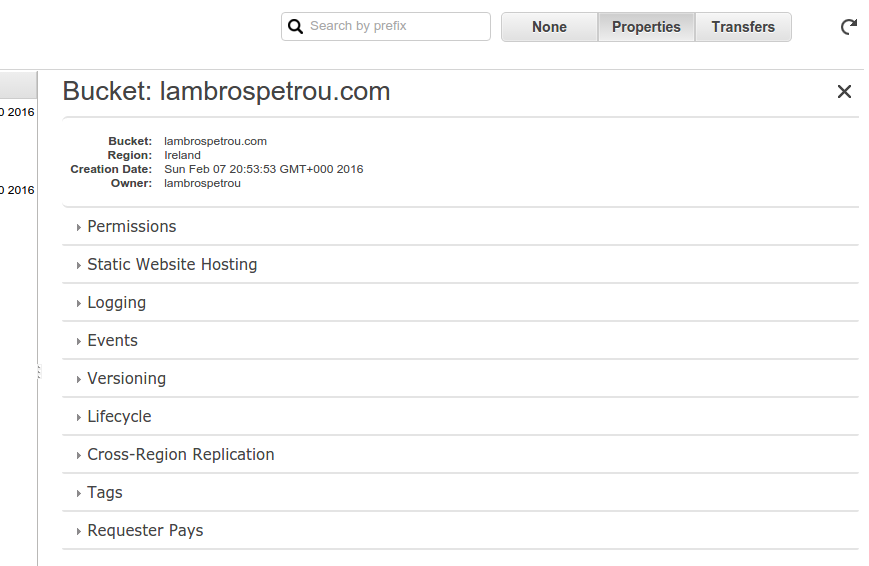 Search by prefix
None Properties Transfers
Bucket: lambrospetrou.com
0 2016
Bucket: lambrospetrou.com
Region: Ireland
Creation Date: Sun Feb 07 20:53:53 GMT+000 2016
Owner: lambrospetrou
0 2016
Permissions
Static Website Hosting
Logging
Events
Versioning
Lifecycle
Cross-Region Replication
Tags
Requester Pays